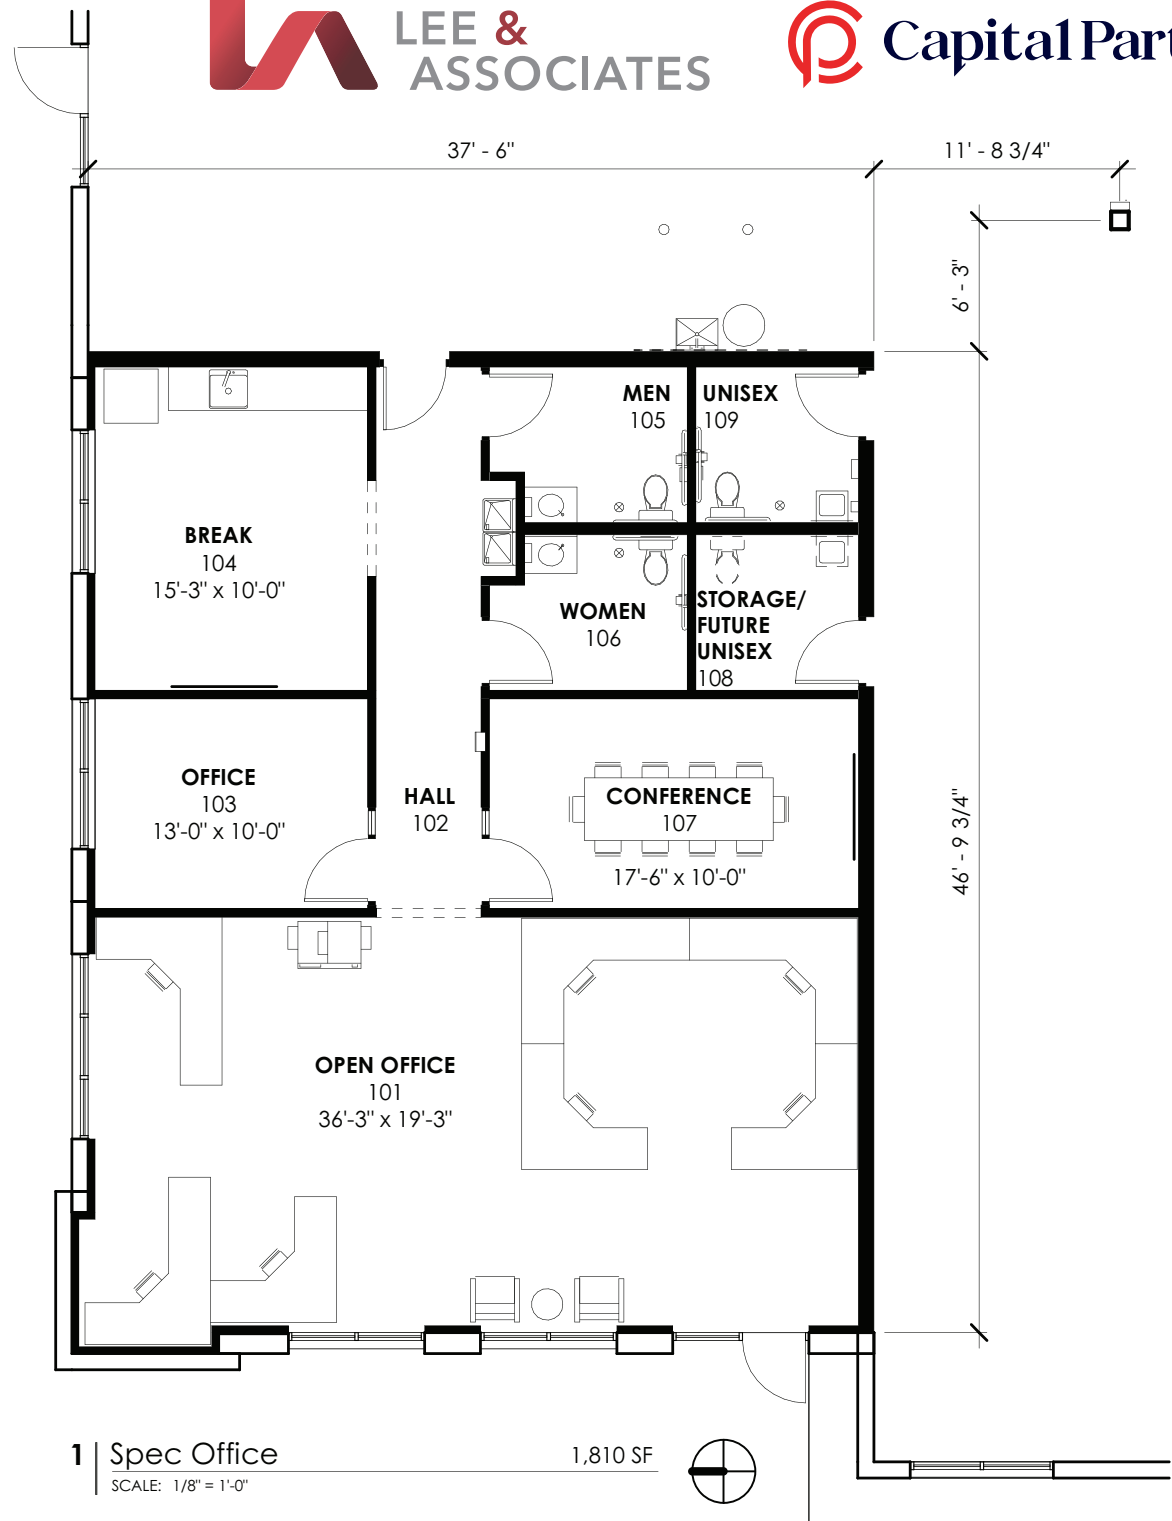 LEE &
ASSOCIATES
Capital Part
37' - 6"
11' - 8 3/4"
6' - 3"
MEN
105
UNISEX
109
BREAK
104
15'-3" x 10'-0"
WOMEN
106
STORAGE/
FUTURE
UNISEX
108
OFFICE
103
13'-0" x 10'-0"
HALL
102
CONFERENCE
107
17'-6" x 10'-0"
46' - 9 3/4"
OPEN OFFICE
101
36'-3" x 19'-3"
1 Spec Office 1,810 SF
SCALE: 1/8" = 1'-0"